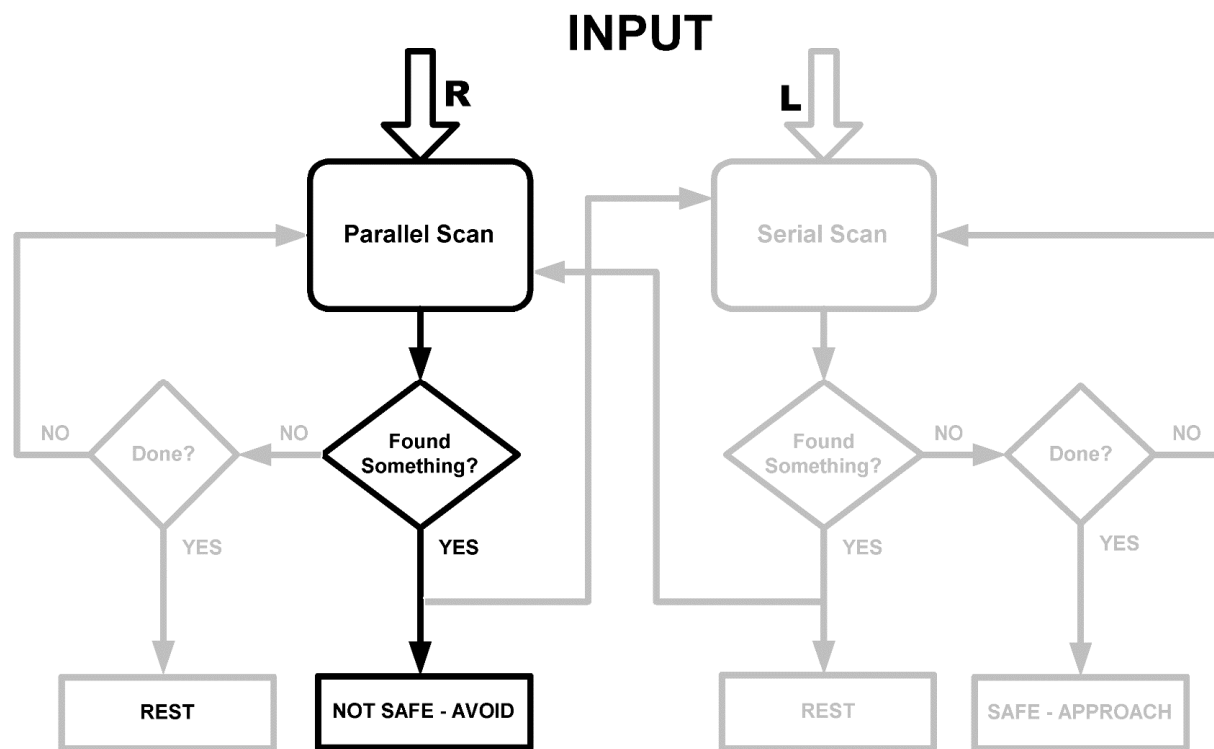 INPUT
R
L
Parallel Scan
Serial Scan
NO
Done?
NO
Found
Something?
Found
Something?
NO
Done?
NO
YES
YES
YES
YES
REST
NOT SAFE - AVOID
REST
SAFE - APPROACH